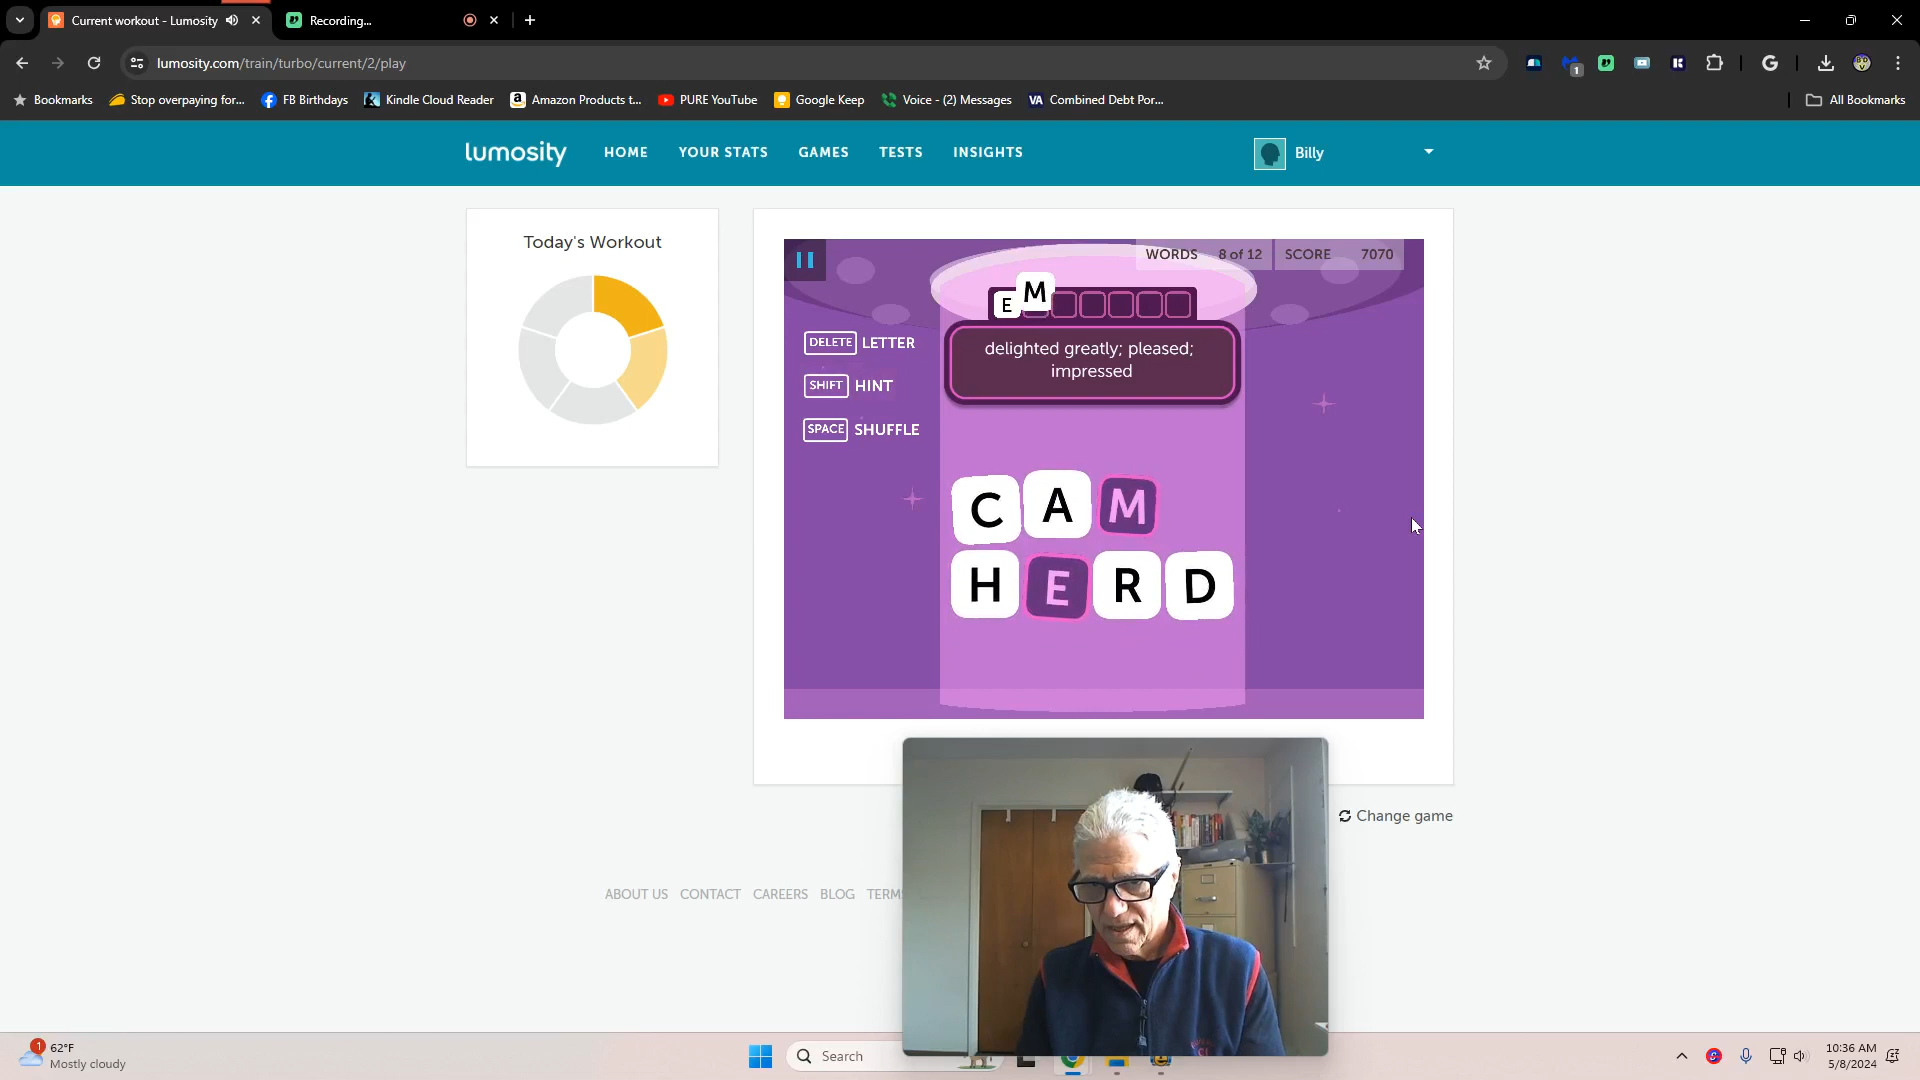 Current workout - Lumosity
Recording...
lumosity.com/train/turbo/current/2/play
1
Bookmarks
Stop overpaying for...
FB Birthdays
Kindle Cloud Reader
Amazon Products t...
PURE YouTube
Google Keep
Voice - (2) Messages
VA Combined Debt Por...
All Bookmarks
lumosity
HOME
YOUR STATS
GAMES
TESTS
INSIGHTS
Billy
Today's Workout
WORDS 8 of 12
SCORE 7070
E M
DELETE LETTER
SHIFT HINT
SPACE SHUFFLE
delighted greatly; pleased;
impressed
C A M
H E R D
Change game
ABOUT US CONTACT CAREERS BLOG
1
62°F
Mostly cloudy
Search
10:36 AM
5/8/2024